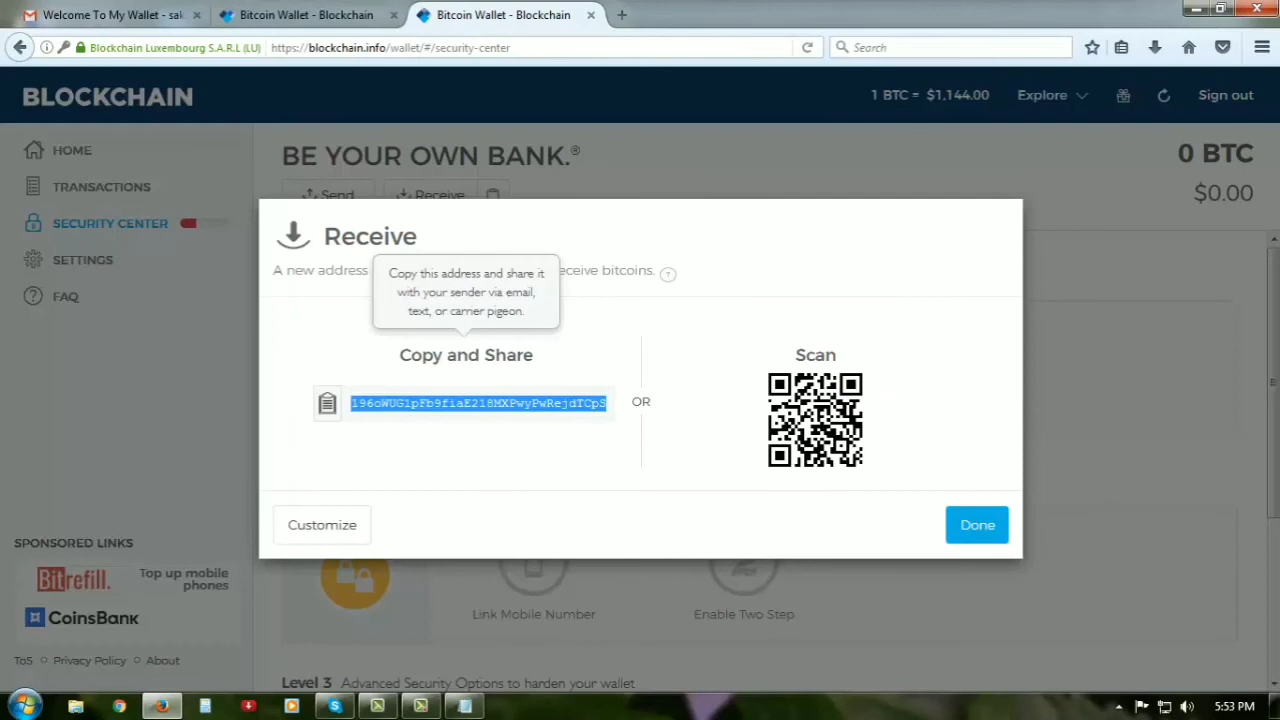 Welcome To My Wallet - sak
Bitcoin Wallet - Blockchain
Bitcoin Wallet - Blockchain
Blockchain Luxembourg S.A.R.L (LU)
https://blockchain.info/wallet/#/security-center
Search
BLOCKCHAIN
1 BTC = $1,144.00
Explore
Sign out
HOME
TRANSACTIONS
SECURITY CENTER
SETTINGS
FAQ
BE YOUR OWN BANK.®
0 BTC
$0.00
Send
Receive
Receive
A new address
eceive bitcoins.
?
Copy this address and share it
with your sender via email,
text, or carrier pigeon.
Copy and Share
196oWUG1pFb9fiaE218MXPwyPwRejdTCpS
OR
Scan
Customize
Done
SPONSORED LINKS
Bitrefill.
Top up mobile
phones
CoinsBank
ToS
Privacy Policy
About
Link Mobile Number
Enable Two Step
Level 3 Advanced Security Options to harden your wallet
5:53 PM